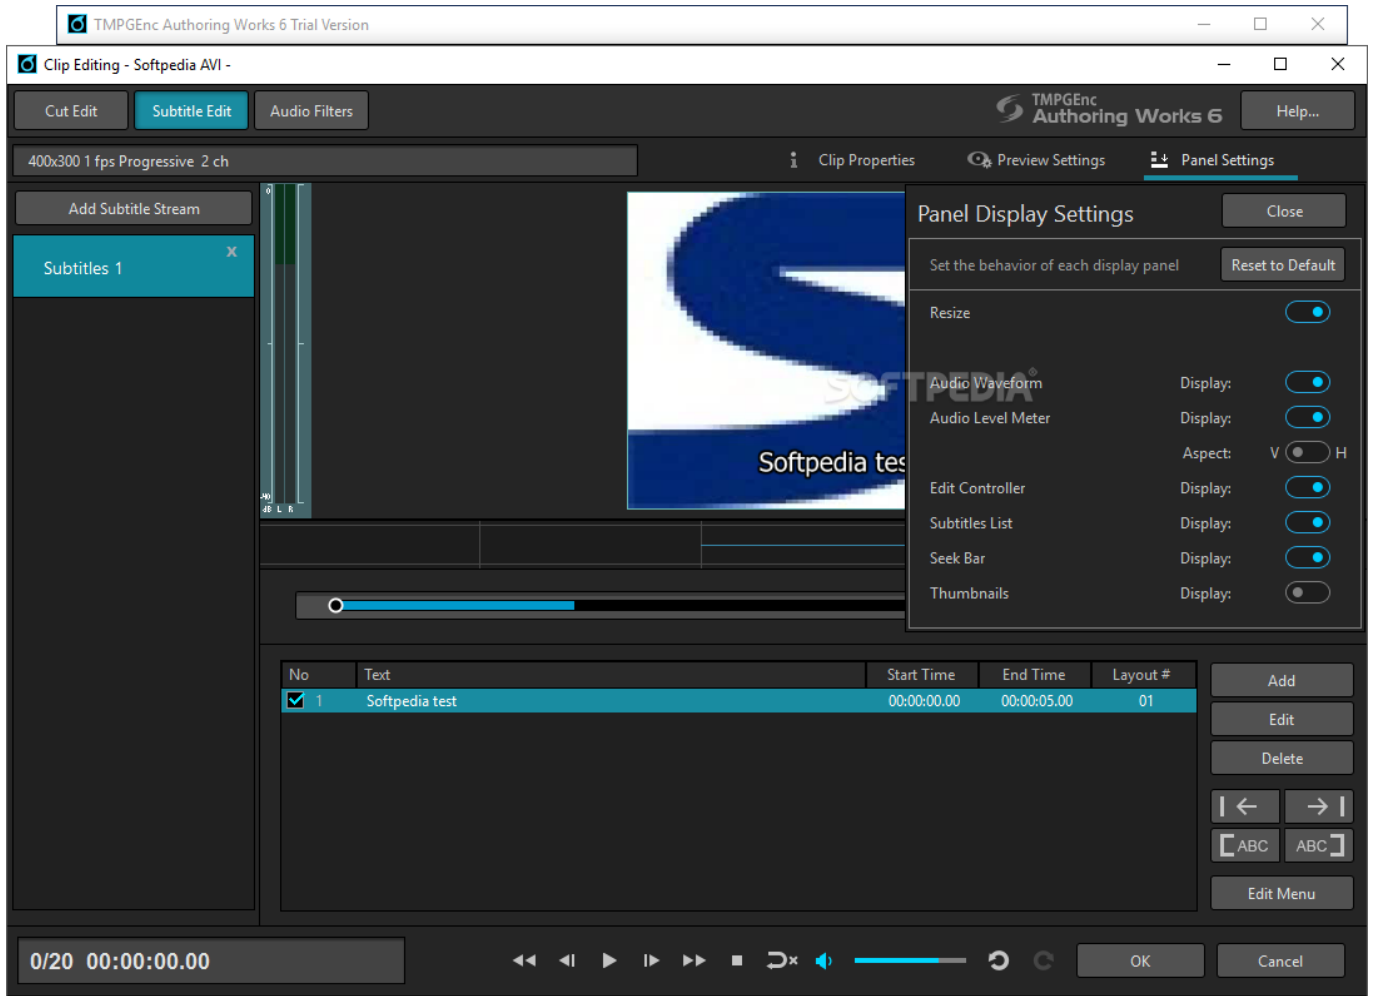 TMPGEnc Authoring Works 6 Trial Version
Clip Editing - Softpedia AVI -
Cut Edit
Subtitle Edit
Audio Filters
TMPGEnc
Authoring Works 6
Help...
400x300 1 fps Progressive 2 ch
Clip Properties
Preview Settings
Panel Settings
Add Subtitle Stream
Subtitles 1
x
0
-40
dB L R
SOFTPEDIA®
Softpedia tes
Panel Display Settings
Close
Set the behavior of each display panel
Reset to Default
Resize
Audio Waveform Display:
Audio Level Meter Display:
Aspect: V H
Edit Controller Display:
Subtitles List Display:
Seek Bar Display:
Thumbnails Display:
No Text Start Time End Time Layout #
1 Softpedia test 00:00:00.00 00:00:05.00 01
Add
Edit
Delete
ABC ABC
Edit Menu
0/20 00:00:00.00
OK
Cancel